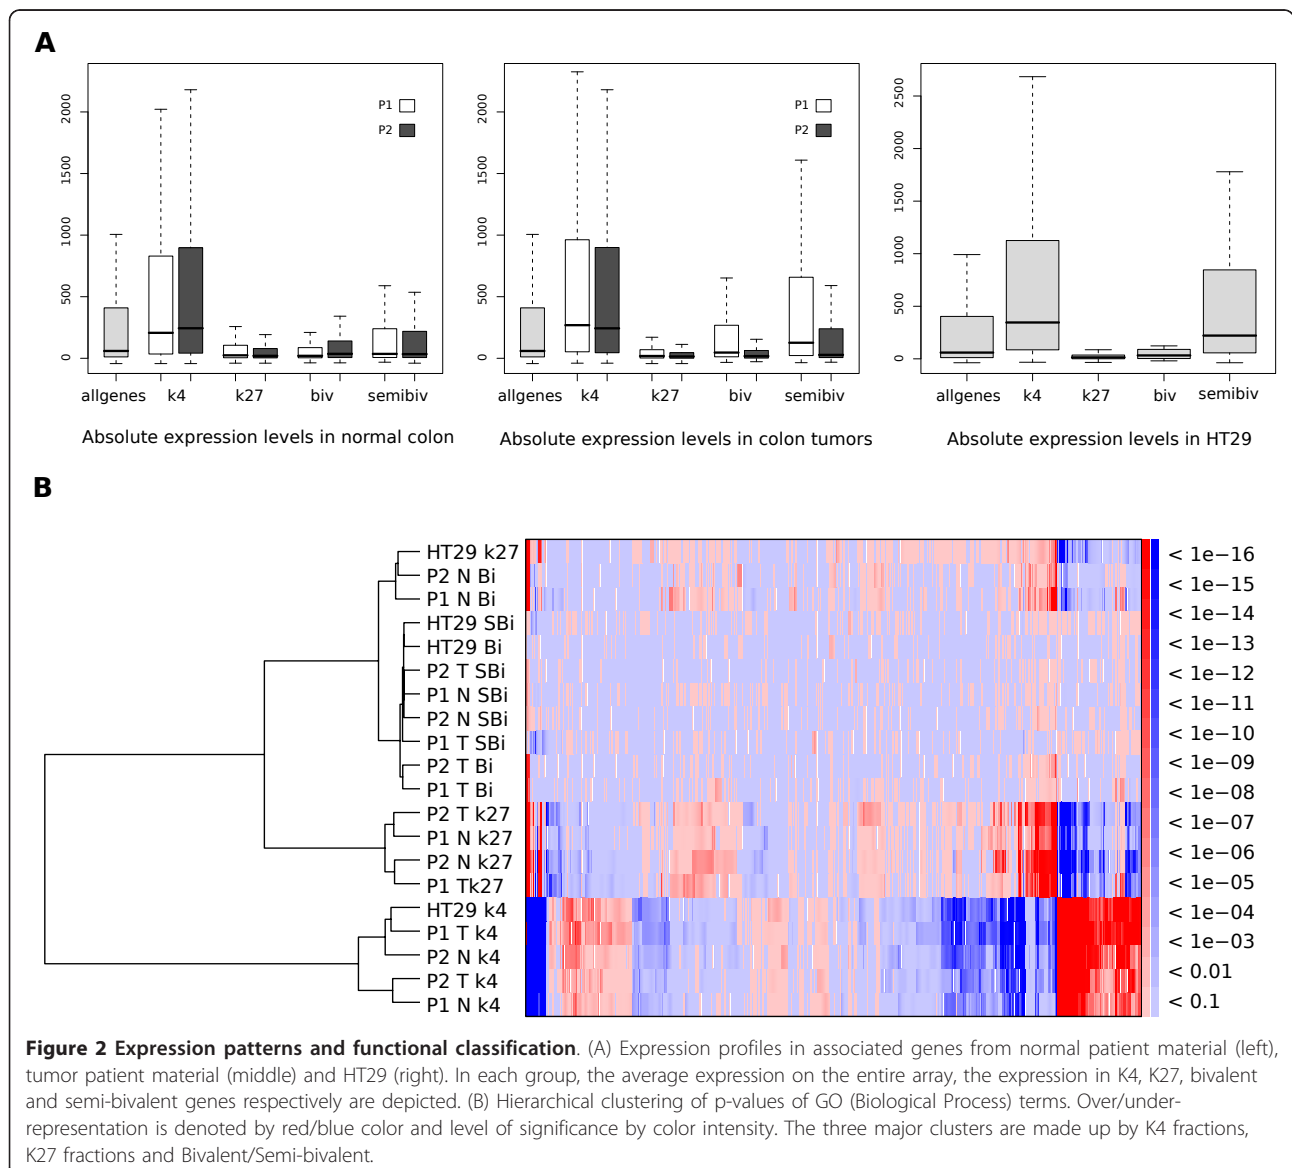 A
0
500
1000
1500
2000
P1
P2
allgenes k4 k27 biv semibiv
Absolute expression levels in normal colon
0
500
1000
1500
2000
P1
P2
allgenes k4 k27 biv semibiv
Absolute expression levels in colon tumors
0
500
1000
1500
2000
2500
allgenes k4 k27 biv semibiv
Absolute expression levels in HT29
B
HT29 k27
P2 N Bi
P1 N Bi
HT29 SBi
HT29 Bi
P2 T SBi
P1 N SBi
P2 N SBi
P1 T SBi
P2 T Bi
P1 T Bi
P2 T k27
P1 N k27
P2 N k27
P1 Tk27
HT29 k4
P1 T k4
P2 N k4
P2 T k4
P1 N k4
< 1e−16
< 1e−15
< 1e−14
< 1e−13
< 1e−12
< 1e−11
< 1e−10
< 1e−09
< 1e−08
< 1e−07
< 1e−06
< 1e−05
< 1e−04
< 1e−03
< 0.01
< 0.1
Figure 2 Expression patterns and functional classification. (A) Expression profiles in associated genes from normal patient material (left),
tumor patient material (middle) and HT29 (right). In each group, the average expression on the entire array, the expression in K4, K27, bivalent
and semi-bivalent genes respectively are depicted. (B) Hierarchical clustering of p-values of GO (Biological Process) terms. Over/under-
representation is denoted by red/blue color and level of significance by color intensity. The three major clusters are made up by K4 fractions,
K27 fractions and Bivalent/Semi-bivalent.